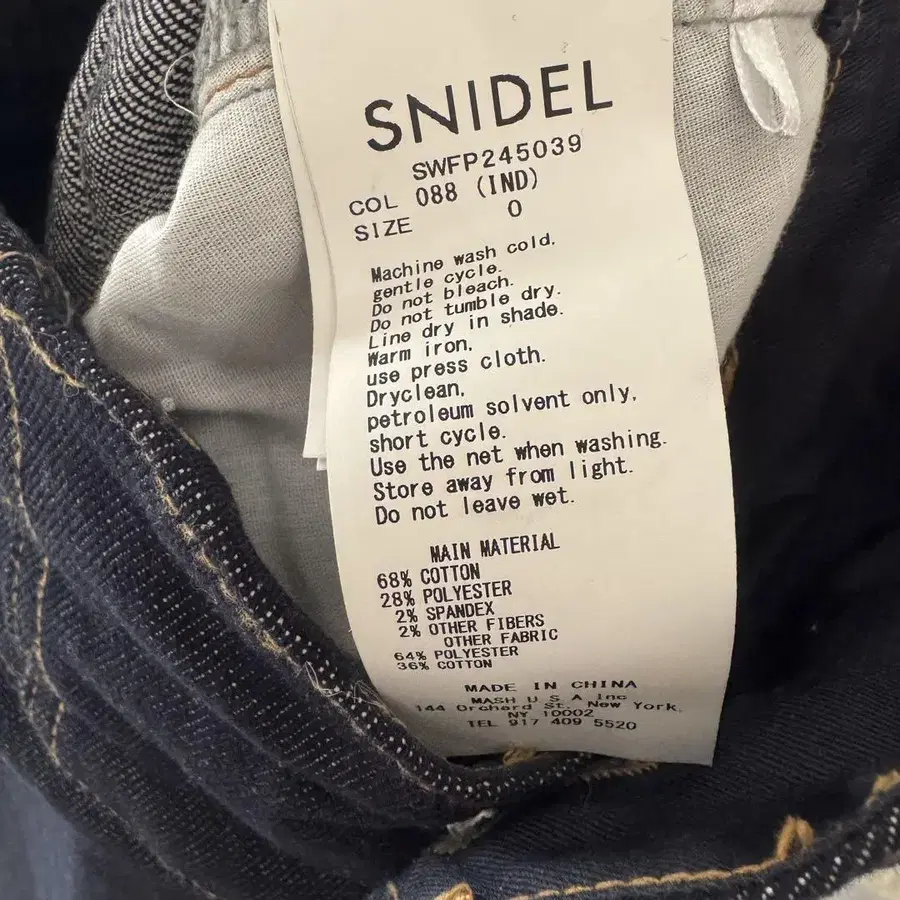 SNIDEL
SWFP245039
COL 088 (IND)
SIZE 0
Machine wash cold,
gentle cycle.
Do not bleach.
Do not tumble dry.
Line dry in shade.
Warm iron,
use press cloth.
Dryclean,
petroleum solvent only,
short cycle.
Use the net when washing.
Store away from light.
Do not leave wet.
MAIN MATERIAL
68% COTTON
28% POLYESTER
2% SPANDEX
2% OTHER FIBERS
OTHER FABRIC
64% POLYESTER
36% COTTON
MADE IN CHINA
MASH U S A Inc
144 Orchard St. New York,
NY 10002
TEL 917 409 5520